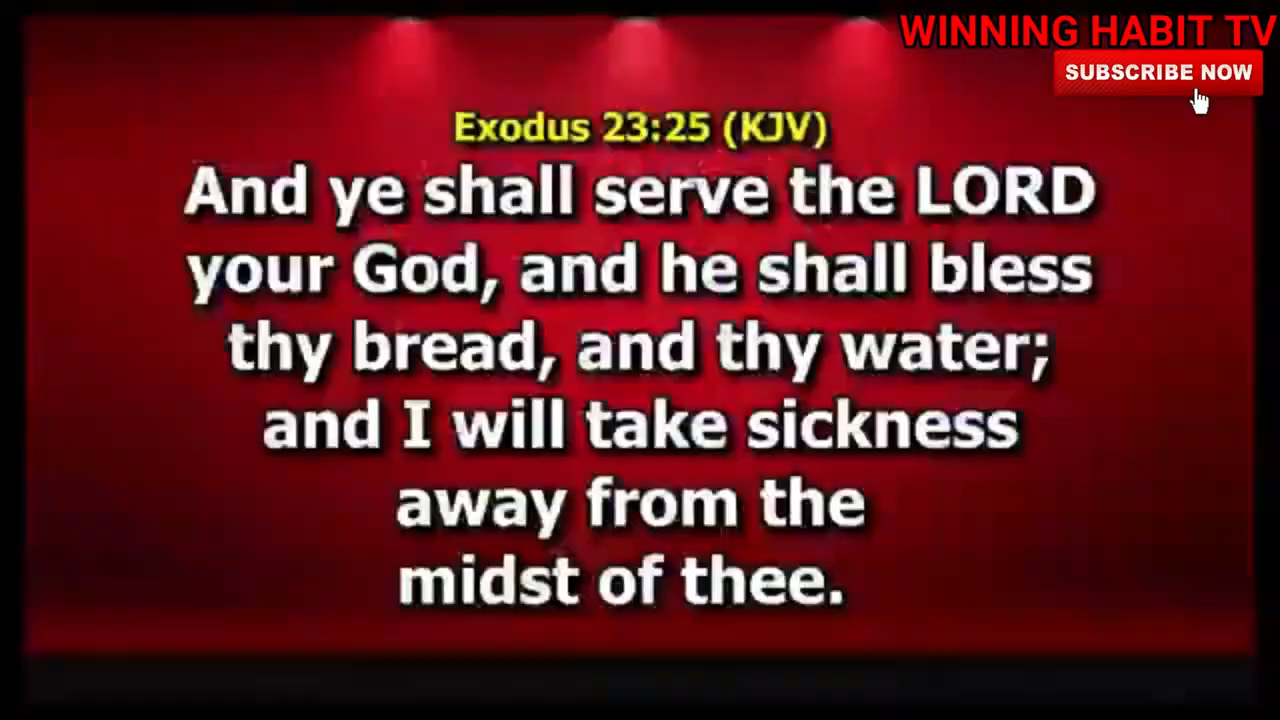 WINNING HABIT TV
SUBSCRIBE NOW
Exodus 23:25 (KJV)
And ye shall serve the LORD
your God, and he shall bless
thy bread, and thy water;
and I will take sickness
away from the
midst of thee.